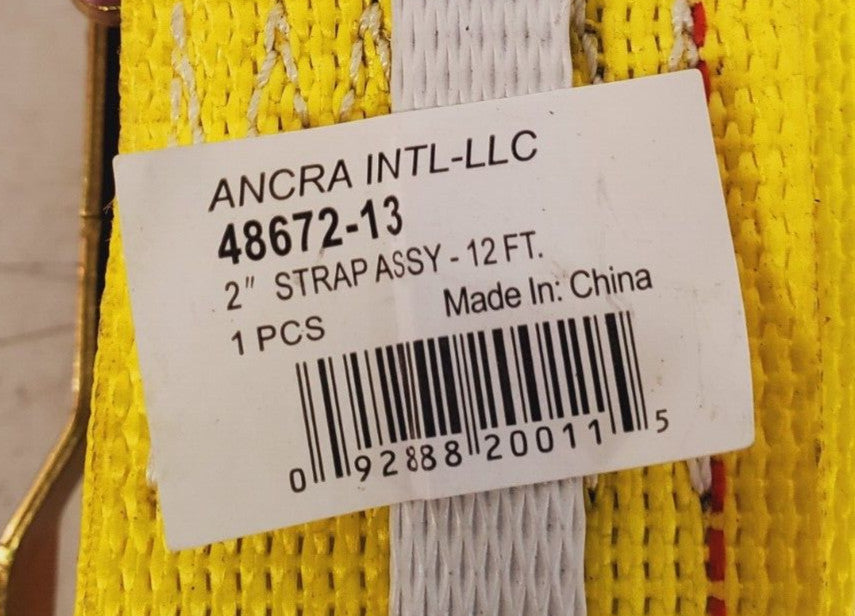 ANCRA INTL-LLC
48672-13
2" STRAP ASSY - 12 FT.
1 PCS
Made In: China
0 92888 20011 5